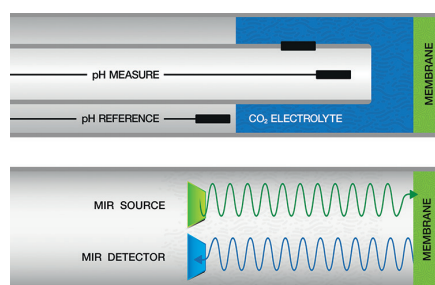 pH MEASURE
pH REFERENCE
CO₂ ELECTROLYTE
MEMBRANE
MIR SOURCE
MIR DETECTOR
MEMBRANE